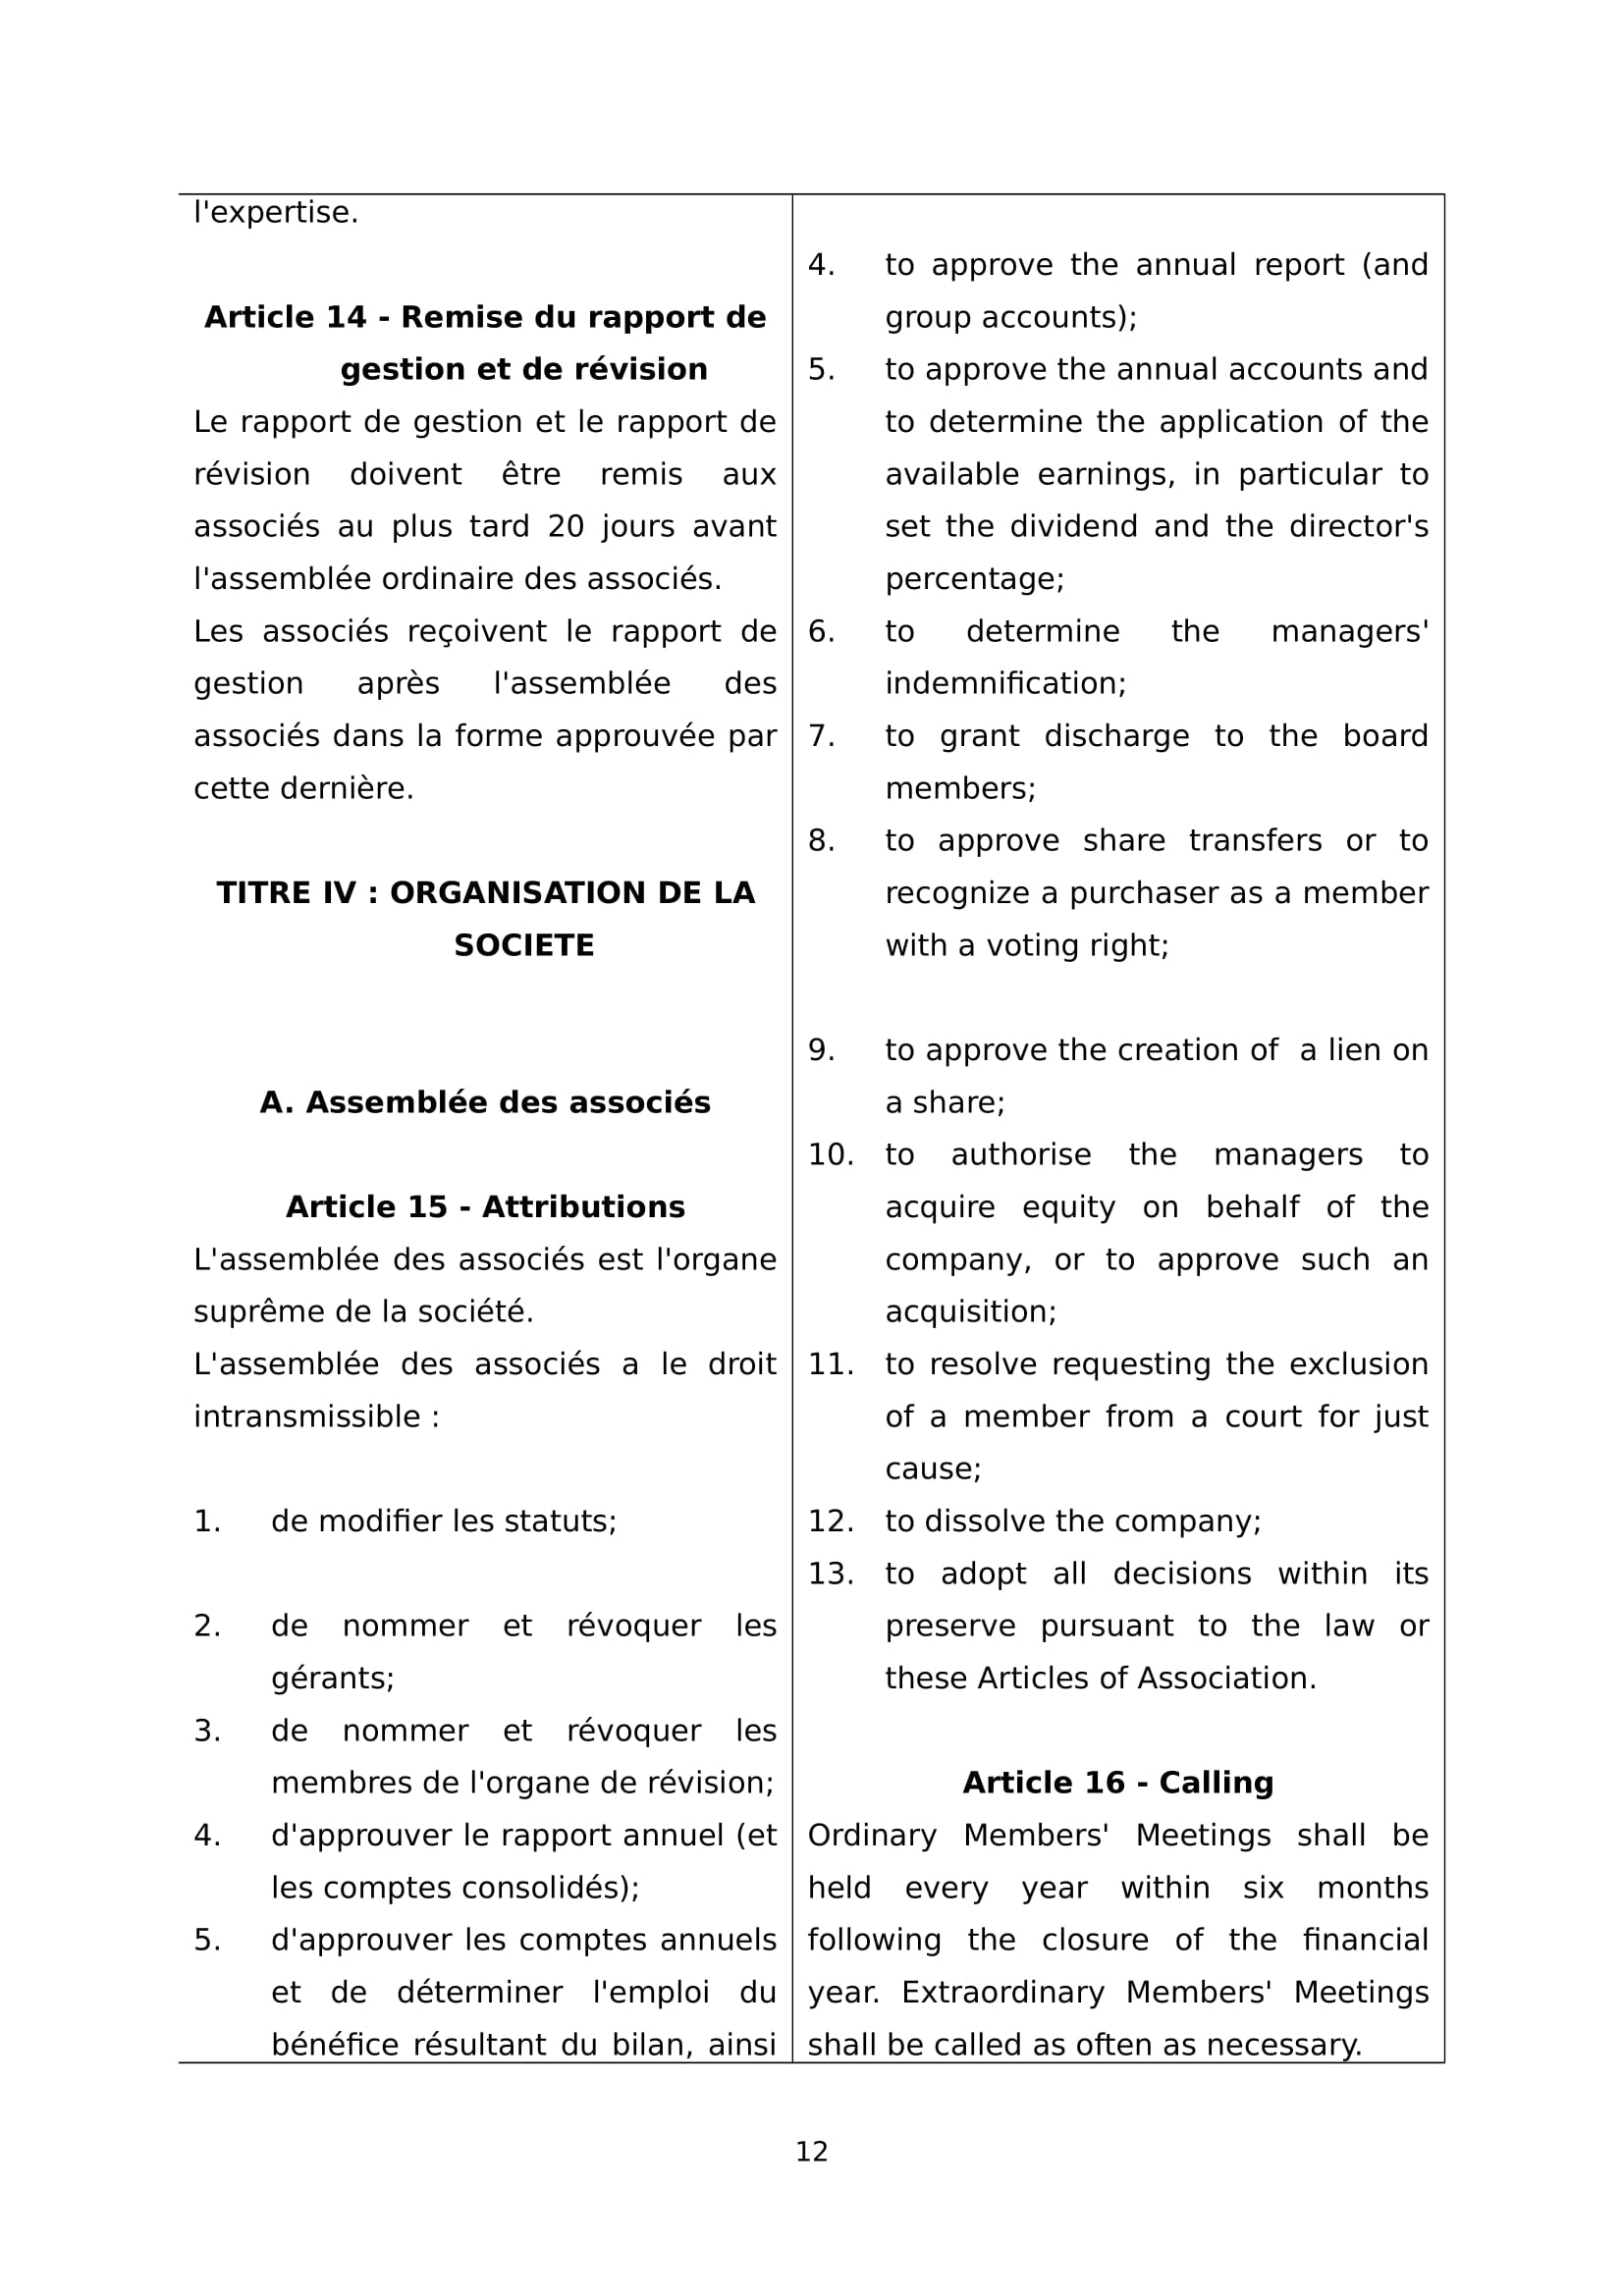 l'expertise.
Article 14 - Remise du rapport de
gestion et de révision
Le rapport de gestion et le rapport de
révision doivent être remis aux
associés au plus tard 20 jours avant
l'assemblée ordinaire des associés.
Les associés reçoivent le rapport de
gestion après l'assemblée des
associés dans la forme approuvée par
cette dernière.
TITRE IV : ORGANISATION DE LA
SOCIETE
A. Assemblée des associés
Article 15 - Attributions
L'assemblée des associés est l'organe
suprême de la société.
L'assemblée des associés a le droit
intransmissible :
1. de modifier les statuts;
2. de nommer et révoquer les
gérants;
3. de nommer et révoquer les
membres de l'organe de révision;
4. d'approuver le rapport annuel (et
les comptes consolidés);
5. d'approuver les comptes annuels
et de déterminer l'emploi du
bénéfice résultant du bilan, ainsi
4. to approve the annual report (and
group accounts);
5. to approve the annual accounts and
to determine the application of the
available earnings, in particular to
set the dividend and the director's
percentage;
6. to determine the managers'
indemnification;
7. to grant discharge to the board
members;
8. to approve share transfers or to
recognize a purchaser as a member
with a voting right;
9. to approve the creation of a lien on
a share;
10. to authorise the managers to
acquire equity on behalf of the
company, or to approve such an
acquisition;
11. to resolve requesting the exclusion
of a member from a court for just
cause;
12. to dissolve the company;
13. to adopt all decisions within its
preserve pursuant to the law or
these Articles of Association.
Article 16 - Calling
Ordinary Members' Meetings shall be
held every year within six months
following the closure of the financial
year. Extraordinary Members' Meetings
shall be called as often as necessary.
12